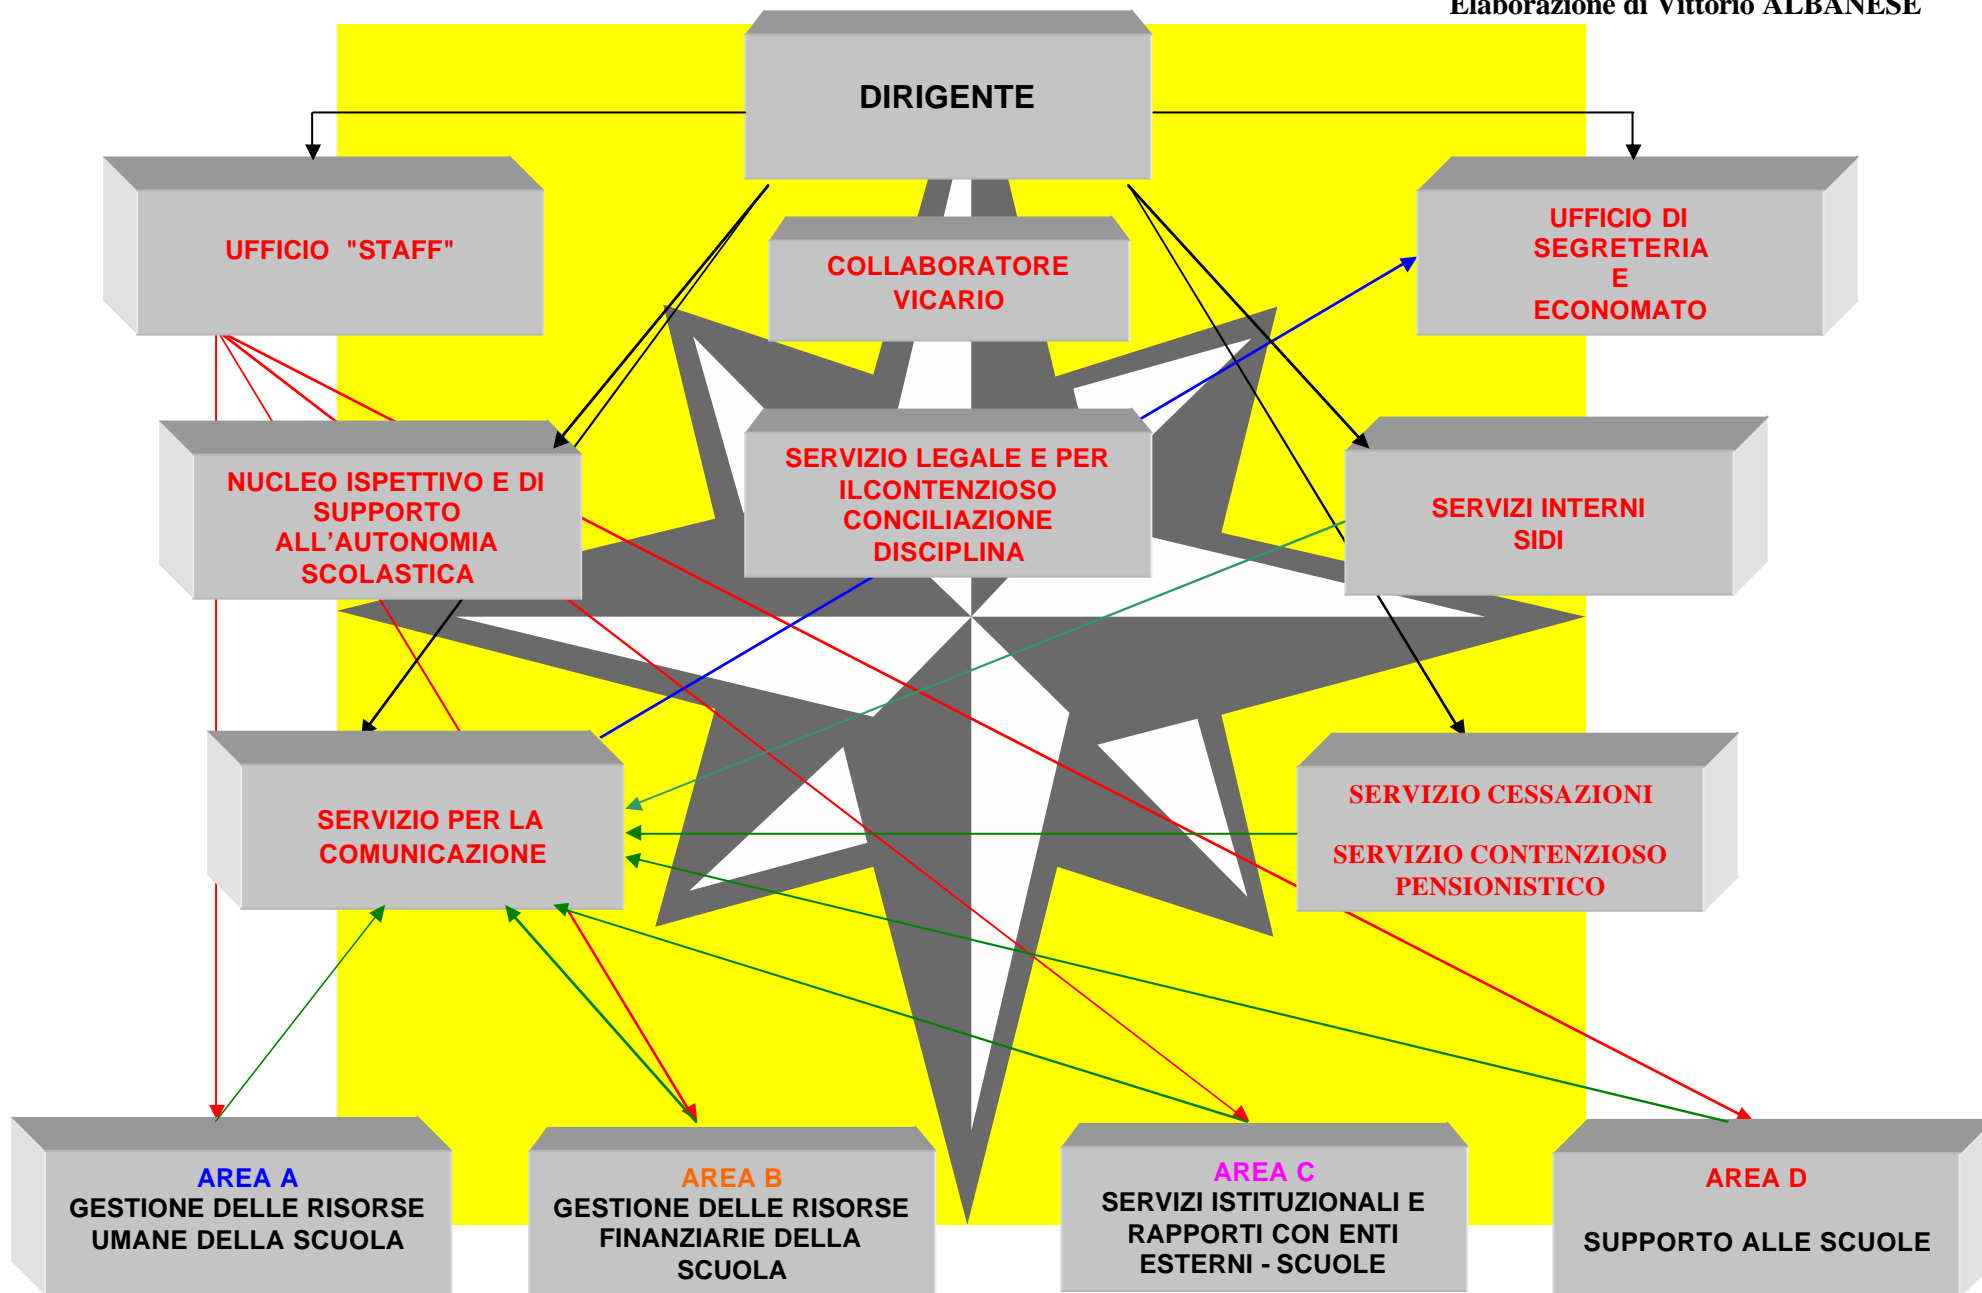 Elaborazione di Vittorio ALBANESE
DIRIGENTE
UFFICIO "STAFF"
COLLABORATORE
VICARIO
UFFICIO DI
SEGRETERIA
E
ECONOMATO
NUCLEO ISPETTIVO E DI
SUPPORTO
ALL'AUTONOMIA
SCOLASTICA
SERVIZIO LEGALE E PER
ILCONTENZIOSO
CONCILIAZIONE
DISCIPLINA
SERVIZI INTERNI
SIDI
SERVIZIO PER LA
COMUNICAZIONE
SERVIZIO CESSAZIONI
SERVIZIO CONTENZIOSO
PENSIONISTICO
AREA A
GESTIONE DELLE RISORSE
UMANE DELLA SCUOLA
AREA B
GESTIONE DELLE RISORSE
FINANZIARIE DELLA
SCUOLA
AREA C
SERVIZI ISTITUZIONALI E
RAPPORTI CON ENTI
ESTERNI - SCUOLE
AREA D
SUPPORTO ALLE SCUOLE